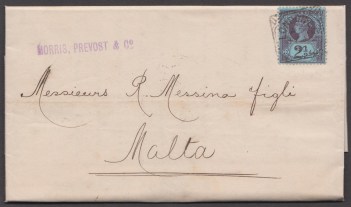 MORRIS, PREVOST & Co
Messieurs R. Messina figli
Malta